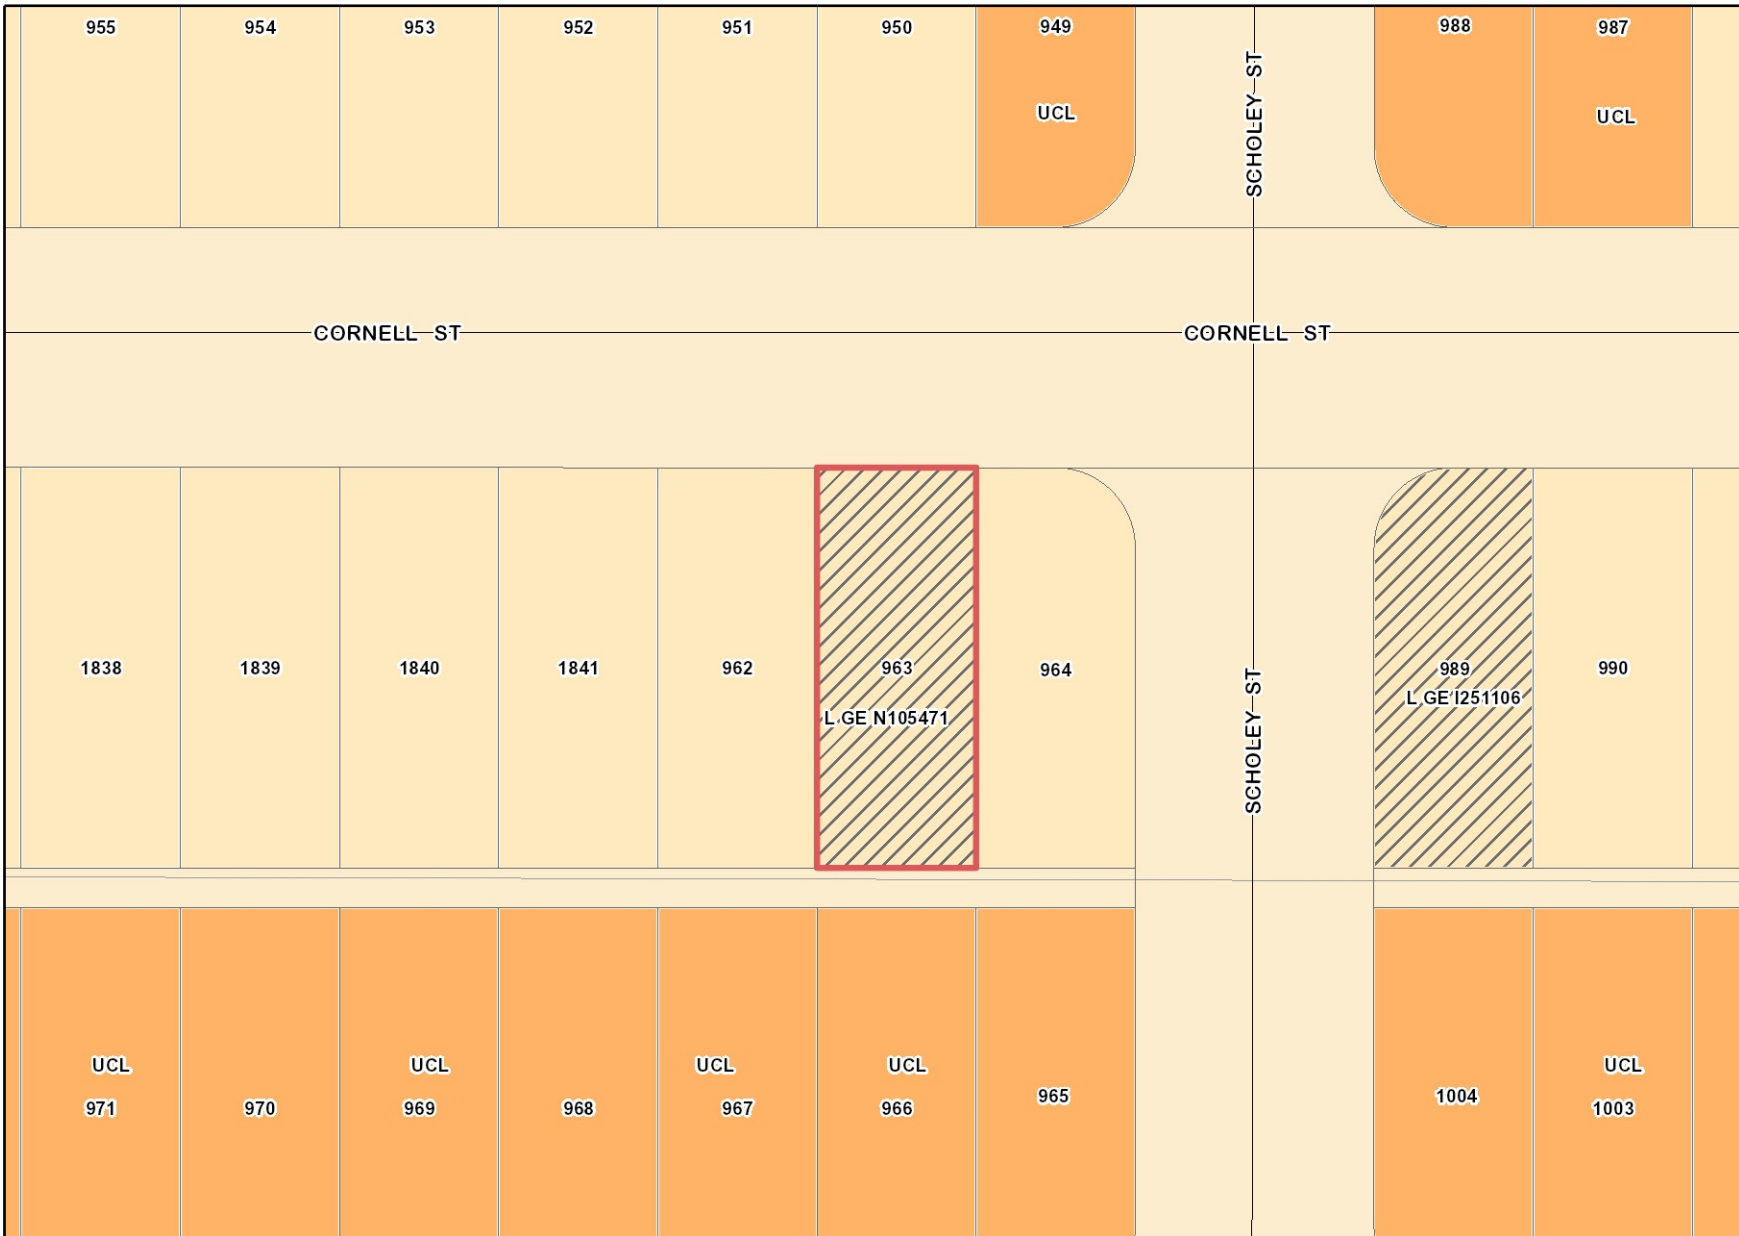 955
954
953
952
951
950
949
988
987
UCL
UCL
SCHOLEY ST
CORNELL ST
CORNELL ST
1838
1839
1840
1841
962
963
964
989
990
L GE I251106
L GE N105471
SCHOLEY ST
UCL
UCL
UCL
UCL
UCL
971
970
969
968
967
966
965
1004
1003